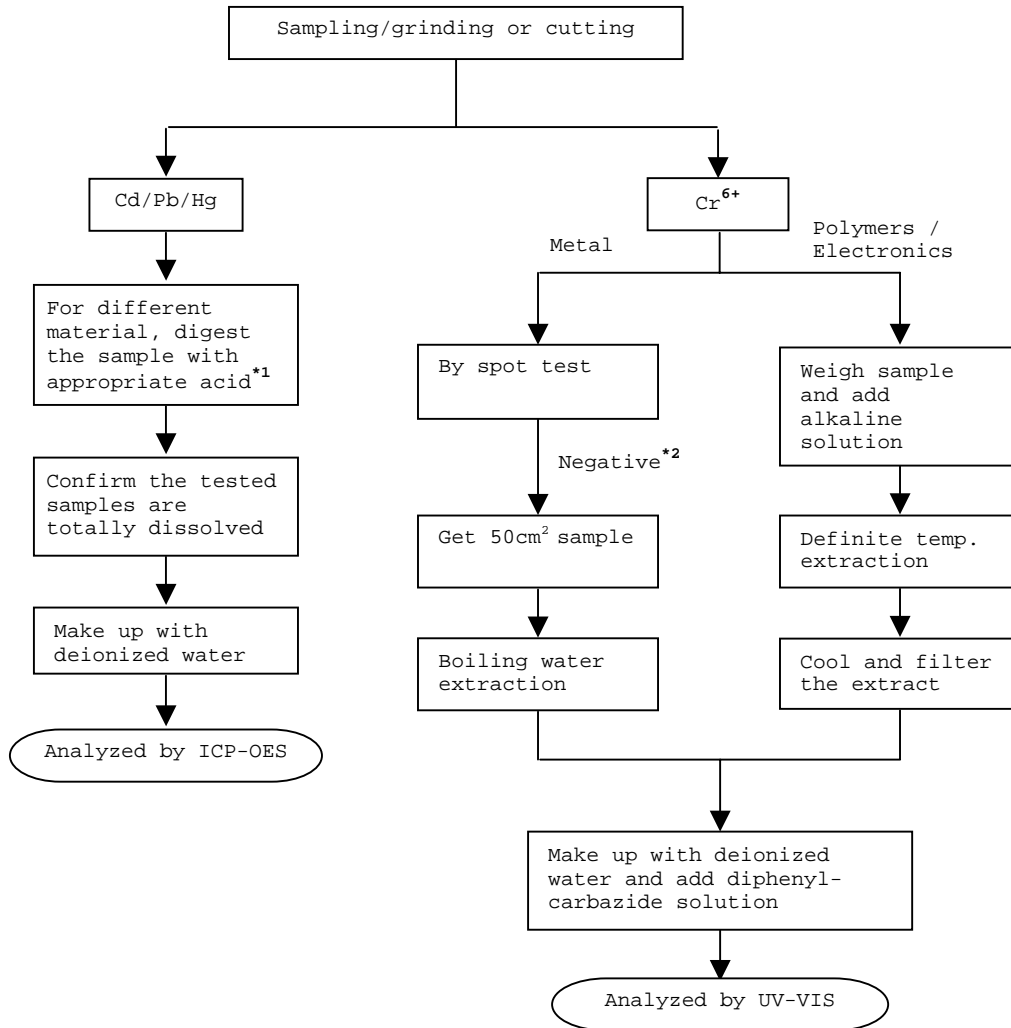 Sampling/grinding or cutting
Cd/Pb/Hg
For different
material, digest
the sample with
appropriate acid*1
Confirm the tested
samples are
totally dissolved
Make up with
deionized water
Analyzed by ICP-OES
Cr6+
Metal
By spot test
Negative*2
Get 50cm2 sample
Boiling water
extraction
Polymers /
Electronics
Weigh sample
and add
alkaline
solution
Definite temp.
extraction
Cool and filter
the extract
Make up with deionized
water and add diphenyl-
carbazide solution
Analyzed by UV-VIS